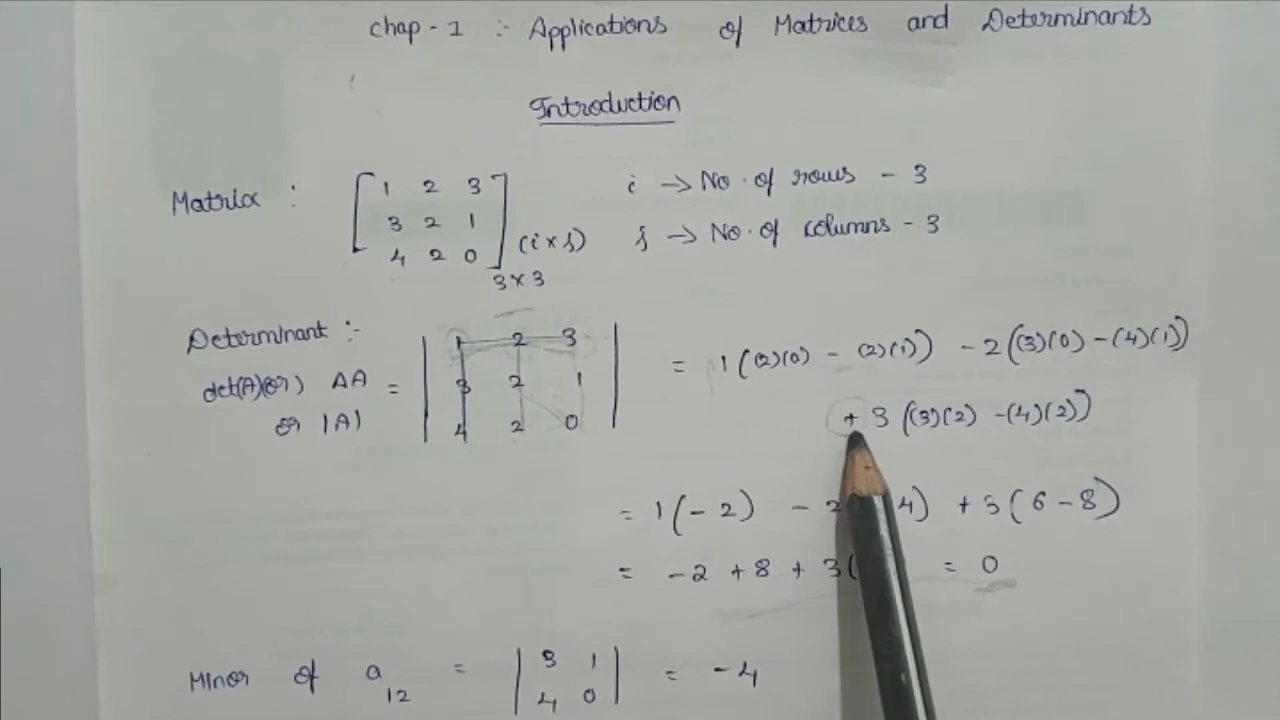 chap - 1 :- Applications of Matrices and Determinants
Introduction
Matrix : [ 1 2 3 i → No. of rows - 3
3 2 1
4 2 0 ] (i x j) j → No. of columns - 3
3 x 3
Determinant :- | 1 2 3 | = 1((2)(0) - (2)(1)) - 2((3)(0) - (4)(1))
det(A)(or) ΔA = | 3 2 1 |
or |A| | 4 2 0 | + 3((3)(2) - (4)(2))
= 1(-2) - 2 4) + 3(6 - 8)
= -2 + 8 + 3( = 0
Minor of a12 = | 3 1 | = -4
| 4 0 |